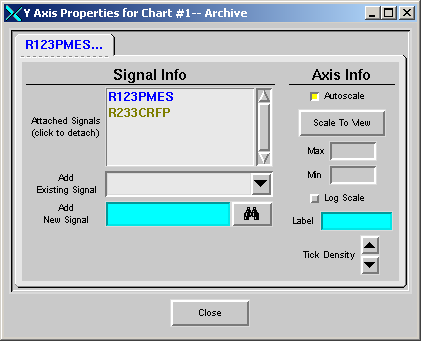 Y Axis Properties for Chart #1-- Archive
R123PMES...
Signal Info
Axis Info
Attached Signals
(click to detach)
R123PMES
R233CRFP
Autoscale
Scale To View
Max
Min
Add
Existing Signal
Log Scale
Add
New Signal
Label
Tick Density
Close